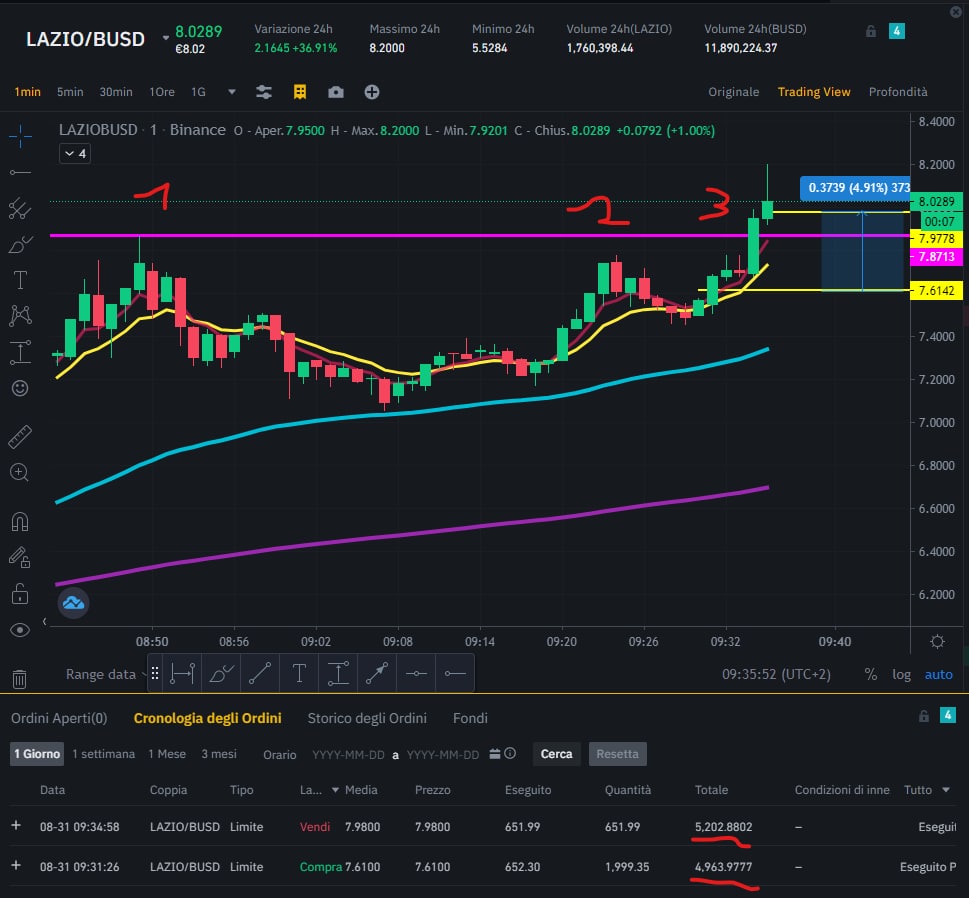 LAZIO/BUSD 8.0289 €8.02
Variazione 24h 2.1645 +36.91%
Massimo 24h 8.2000
Minimo 24h 5.5284
Volume 24h(LAZIO) 1,760,398.44
Volume 24h(BUSD) 11,890,224.37
4
1min 5min 30min 1Ore 1G Originale Trading View Profondità
LAZIOBUSD · 1 · Binance O - Aper.7.9500 H - Max.8.2000 L - Min.7.9201 C - Chius.8.0289 +0.0792 (+1.00%)
4
8.4000
8.2000
1 2 3
0.3739 (4.91%) 373
8.0289
00:07
7.9778
7.8713
7.6142
7.4000
7.2000
7.0000
6.8000
6.6000
6.4000
6.2000
08:50 08:56 09:02 09:08 09:14 09:20 09:26 09:32 09:40
Range data 09:35:52 (UTC+2) % log auto
Ordini Aperti(0) Cronologia degli Ordini Storico degli Ordini Fondi 4
1 Giorno 1 settimana 1 Mese 3 mesi Orario YYYY-MM-DD a YYYY-MM-DD Cerca Resetta
Data Coppia Tipo La... Media Prezzo Eseguito Quantità Totale Condizioni di inne Tutto
+ 08-31 09:34:58 LAZIO/BUSD Limite Vendi 7.9800 7.9800 651.99 651.99 5,202.8802 – Eseguit
+ 08-31 09:31:26 LAZIO/BUSD Limite Compra 7.6100 7.6100 652.30 1,999.35 4,963.9777 – Eseguito P